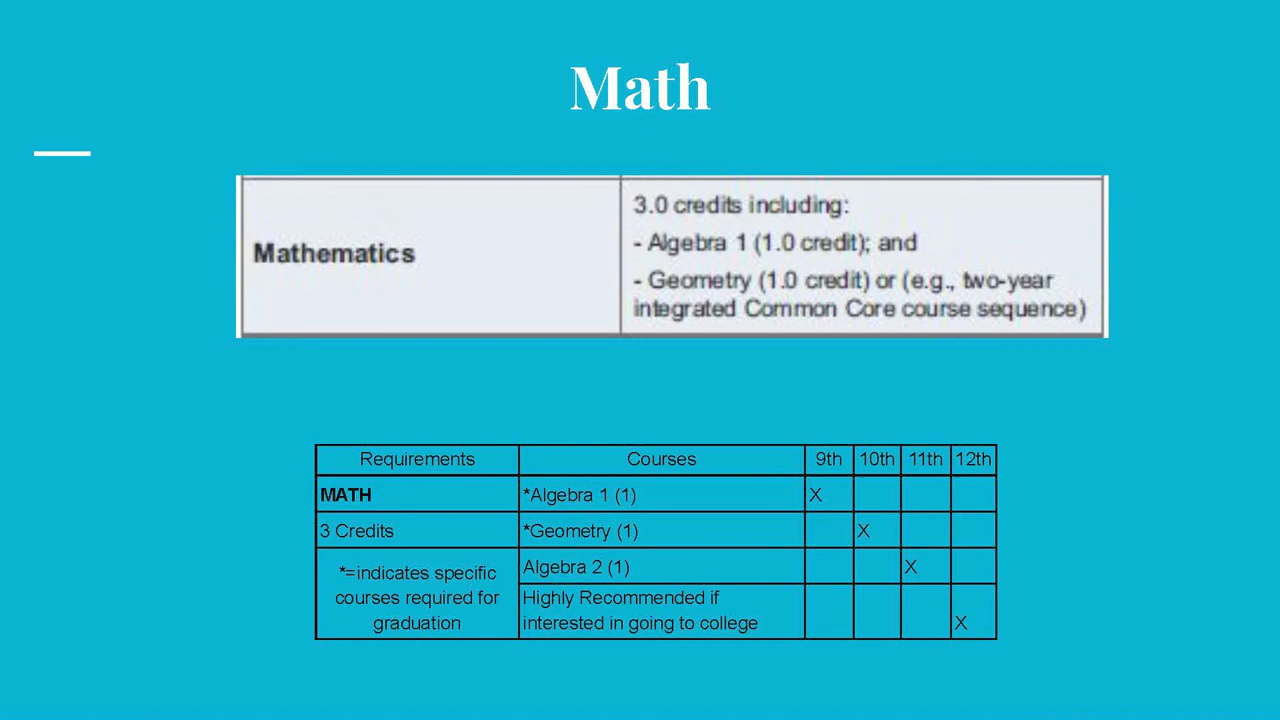 Math
Mathematics
3.0 credits including:
- Algebra 1 (1.0 credit); and
- Geometry (1.0 credit) or (e.g., two-year
integrated Common Core course sequence)
Requirements Courses 9th 10th 11th 12th
MATH *Algebra 1 (1) X
3 Credits *Geometry (1) X
*=indicates specific
courses required for
graduation
Algebra 2 (1) X
Highly Recommended if
interested in going to college X